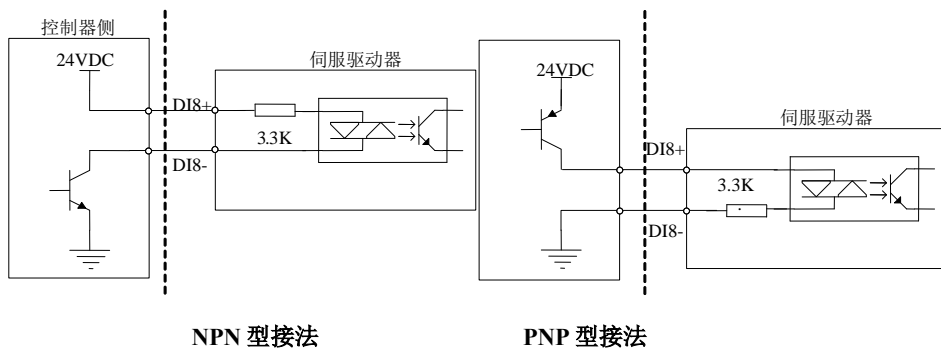 控制器侧
24VDC
伺服驱动器
DI8+
3.3K
DI8-
24VDC
伺服驱动器
DI8+
3.3K
DI8-
NPN 型接法
PNP 型接法